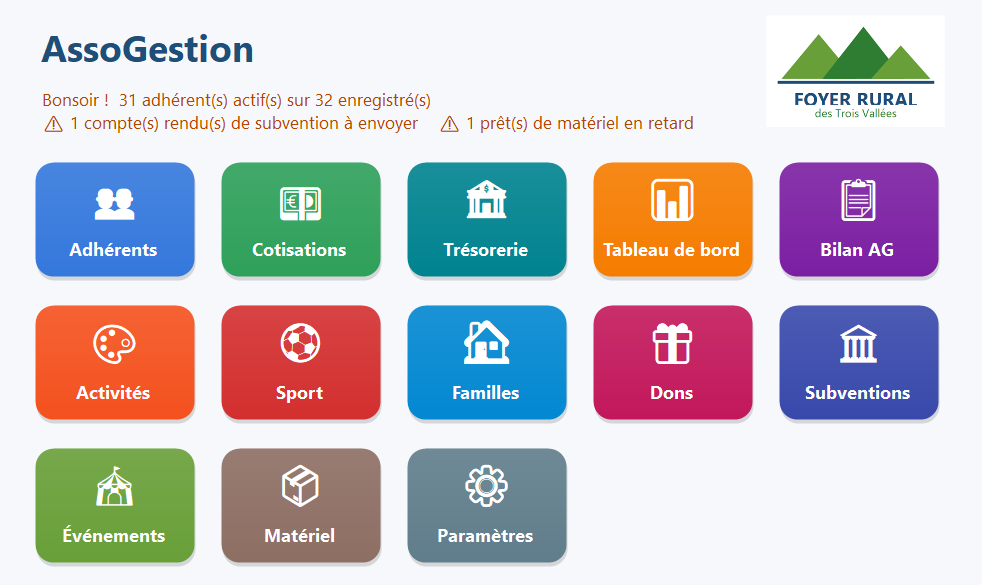 AssoGestion
FOYER RURAL
des Trois Vallées
Bonsoir ! 31 adhérent(s) actif(s) sur 32 enregistré(s)
⚠ 1 compte(s) rendu(s) de subvention à envoyer ⚠ 1 prêt(s) de matériel en retard
Adhérents
Cotisations
Trésorerie
Tableau de bord
Bilan AG
Activités
Sport
Familles
Dons
Subventions
Événements
Matériel
Paramètres